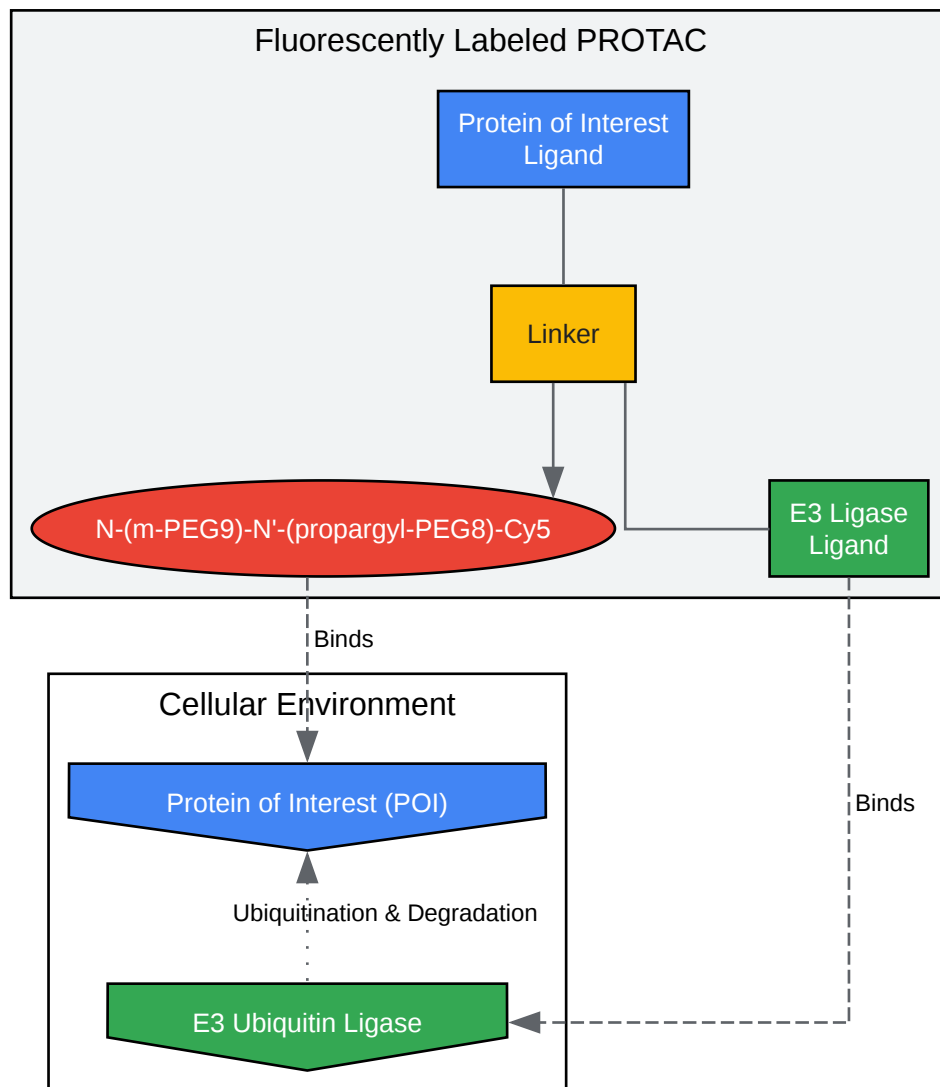 Fluorescently Labeled PROTAC
Protein of Interest
Ligand
Linker
N-(m-PEG9)-N'-(propargyl-PEG8)-Cy5
E3 Ligase
Ligand
Binds
Cellular Environment
Protein of Interest (POI)
Binds
Ubiquitination & Degradation
E3 Ubiquitin Ligase